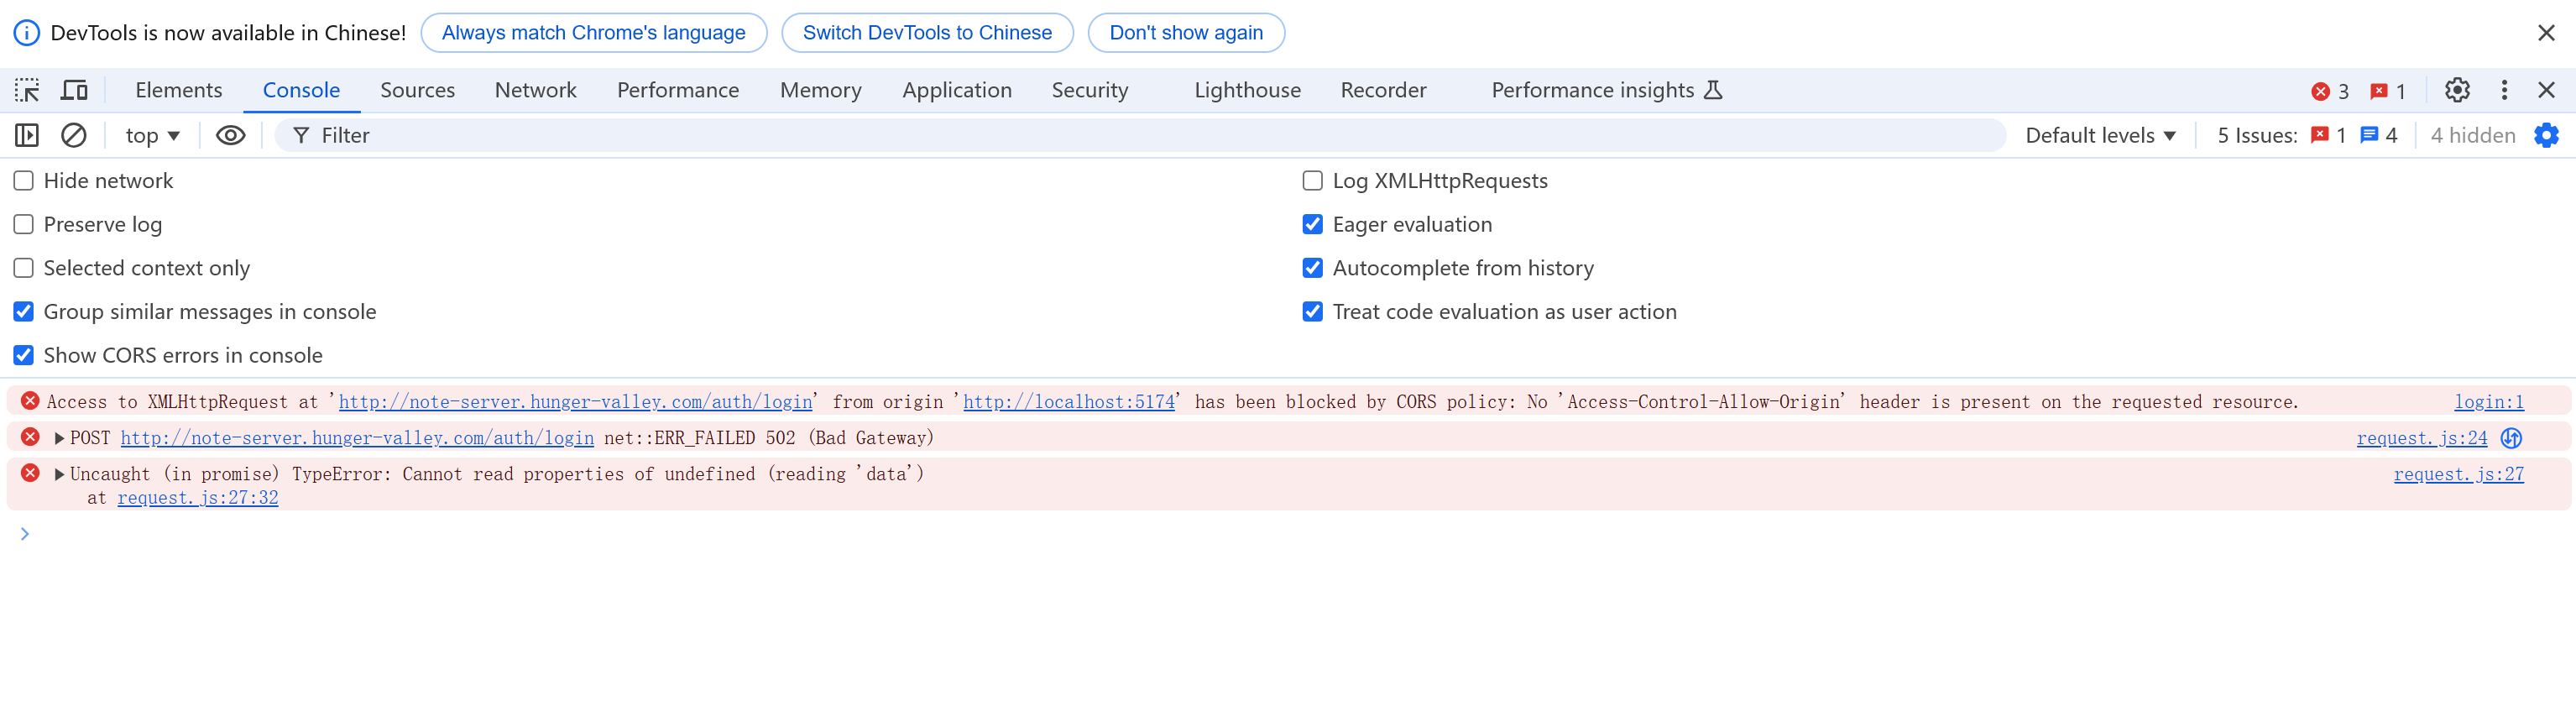 DevTools is now available in Chinese! Always match Chrome's language Switch DevTools to Chinese Don't show again
Elements Console Sources Network Performance Memory Application Security Lighthouse Recorder Performance insights 3 1
top Filter Default levels 5 Issues: 1 4 4 hidden
Hide network Log XMLHttpRequests
Preserve log Eager evaluation
Selected context only Autocomplete from history
Group similar messages in console Treat code evaluation as user action
Show CORS errors in console
Access to XMLHttpRequest at 'http://note-server.hunger-valley.com/auth/login' from origin 'http://localhost:5174' has been blocked by CORS policy: No 'Access-Control-Allow-Origin' header is present on the requested resource. login:1
POST http://note-server.hunger-valley.com/auth/login net::ERR_FAILED 502 (Bad Gateway) request.js:24
Uncaught (in promise) TypeError: Cannot read properties of undefined (reading 'data') request.js:27
at request.js:27:32